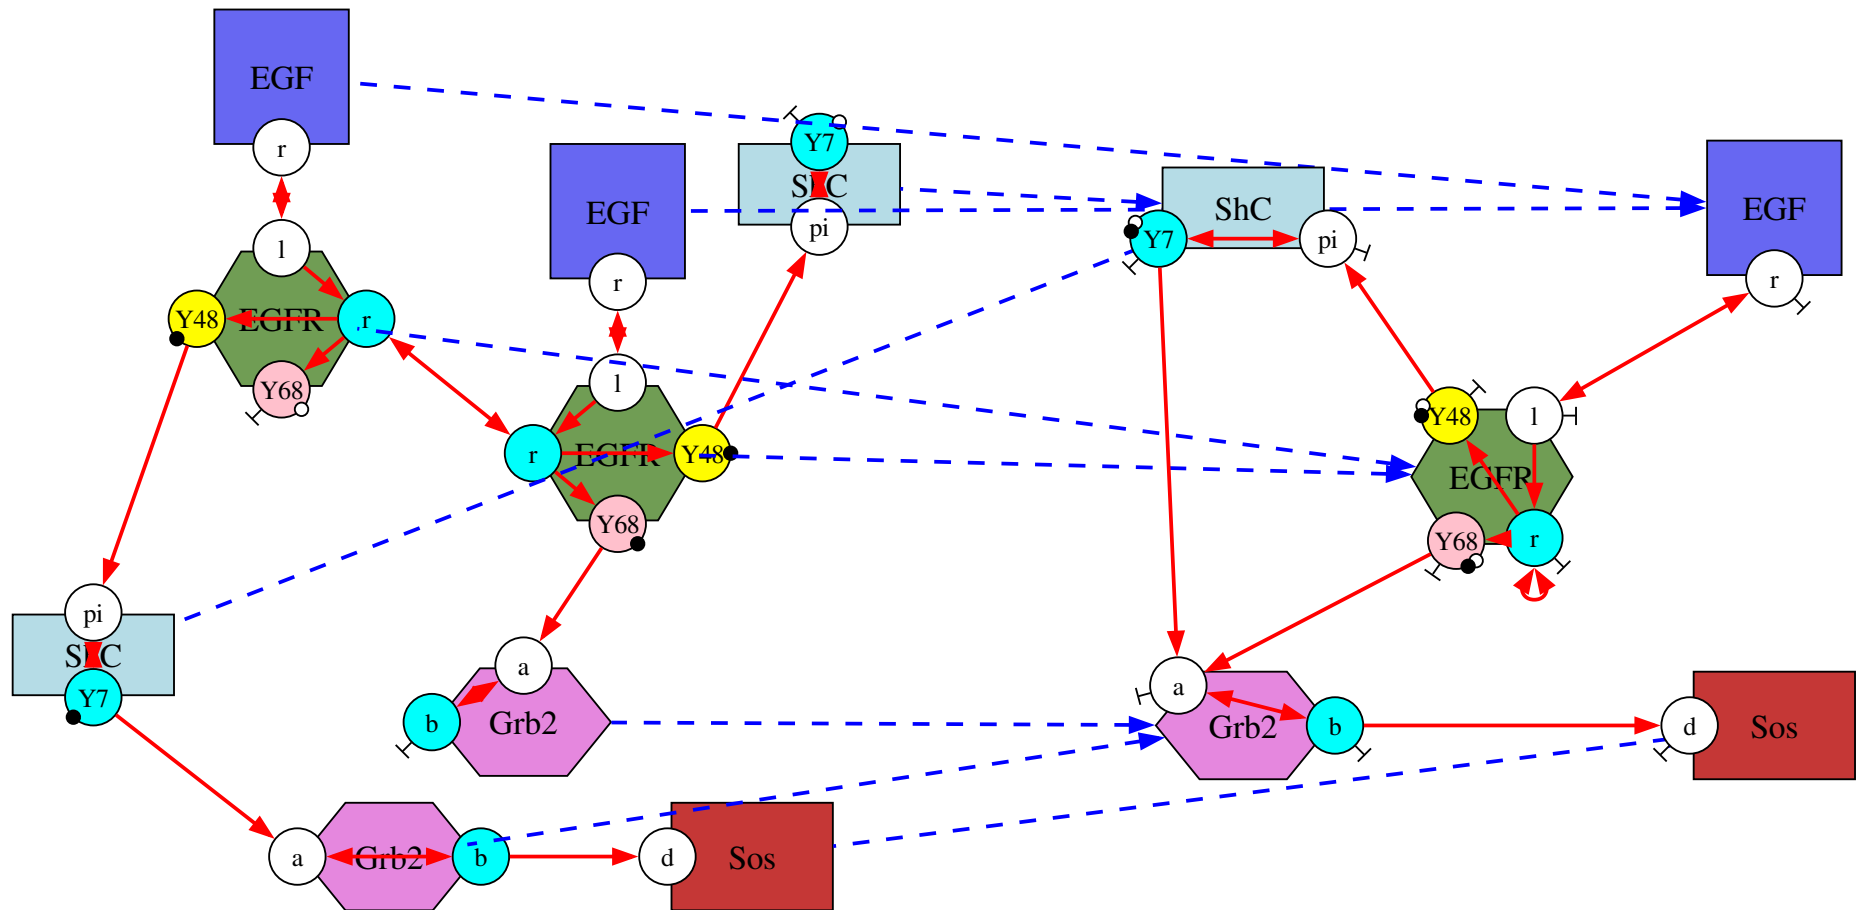 EGF
r
l
EGFR
Y48
r
Y68
EGF
r
l
EGFR
r
Y48
Y68
Y7
ShC
pi
pi
ShC
Y7
a
b
Grb2
a
Grb2
b
d
Sos
ShC
Y7
pi
EGF
r
Y48
l
EGFR
Y68
r
a
Grb2
b
d
Sos